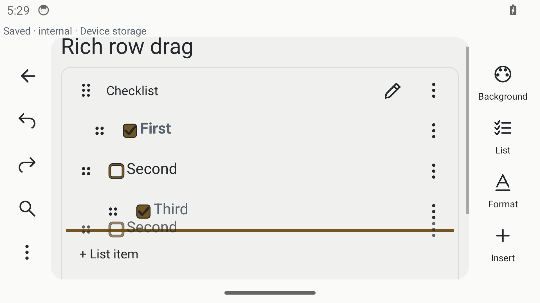 5:29
Saved · internal · Device storage
Rich row drag
Checklist
First
Second
Third
Second
+ List item
Background
List
Format
Insert